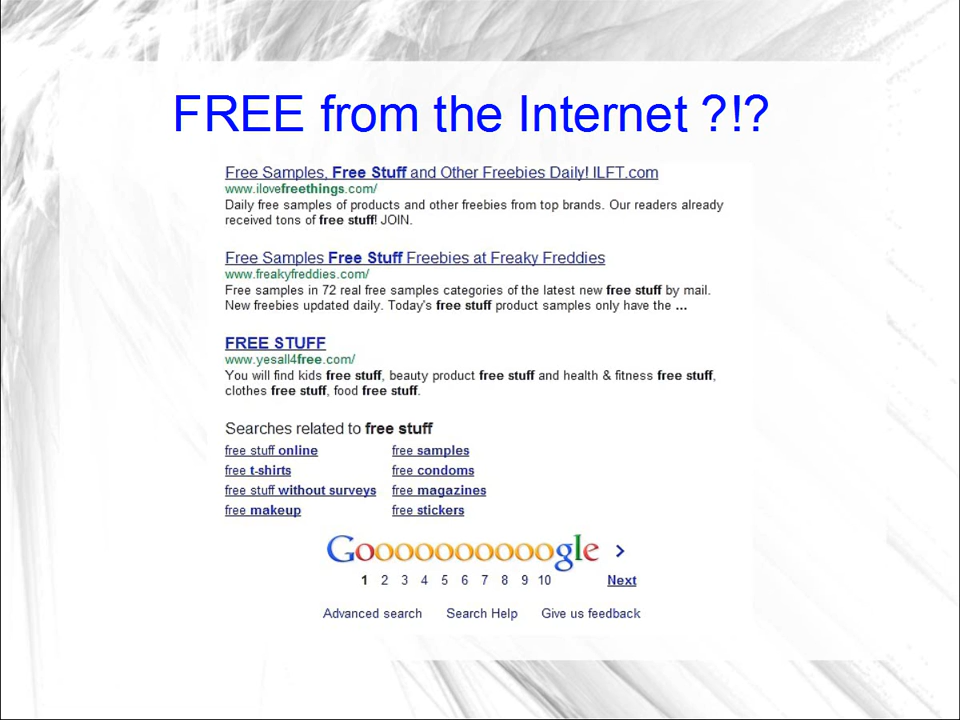 FREE from the Internet ?!?
Free Samples, Free Stuff and Other Freebies Daily! ILFT.com
www.ilovefreethings.com/
Daily free samples of products and other freebies from top brands. Our readers already
received tons of free stuff! JOIN.
Free Samples Free Stuff Freebies at Freaky Freddies
www.freakyfreddies.com/
Free samples in 72 real free samples categories of the latest new free stuff by mail.
New freebies updated daily. Today's free stuff product samples only have the ...
FREE STUFF
www.yesall4free.com/
You will find kids free stuff, beauty product free stuff and health & fitness free stuff,
clothes free stuff, food free stuff.
Searches related to free stuff
free stuff online free samples
free t-shirts free condoms
free stuff without surveys free magazines
free makeup free stickers
Goooooooooogle >
1 2 3 4 5 6 7 8 9 10 Next
Advanced search Search Help Give us feedback